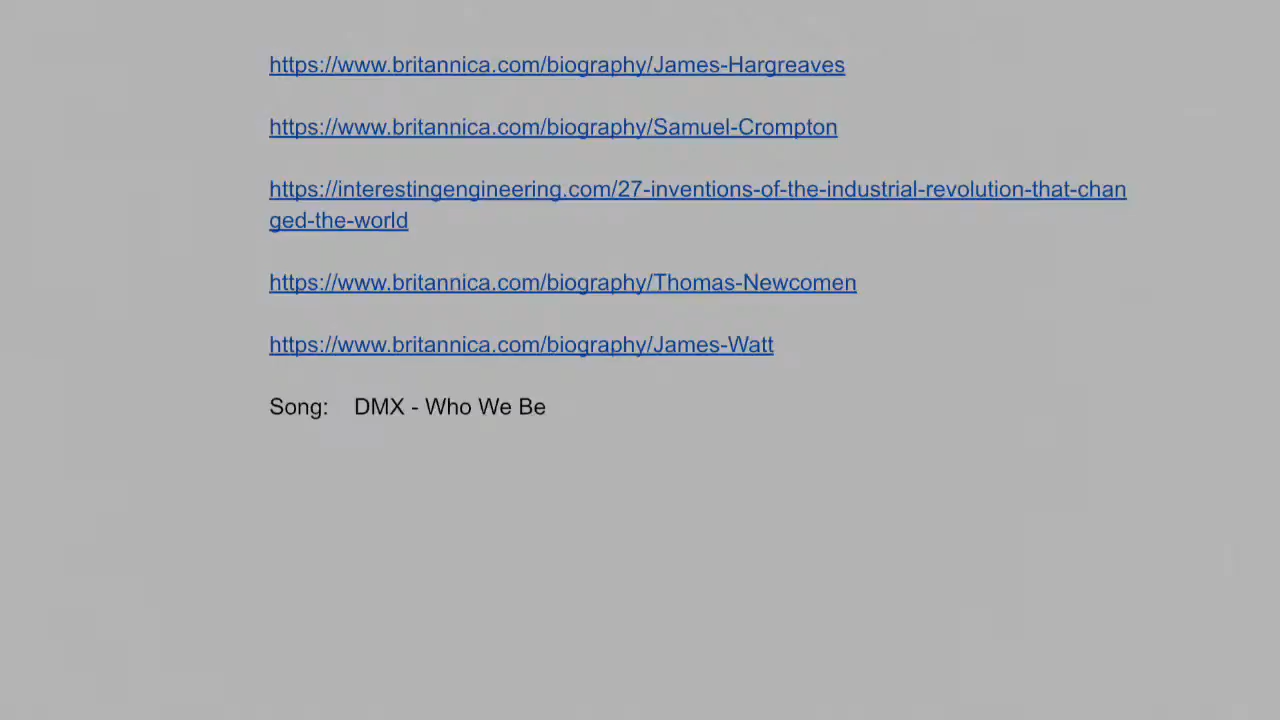 https://www.britannica.com/biography/James-Hargreaves
https://www.britannica.com/biography/Samuel-Crompton
https://interestingengineering.com/27-inventions-of-the-industrial-revolution-that-chan
ged-the-world
https://www.britannica.com/biography/Thomas-Newcomen
https://www.britannica.com/biography/James-Watt
Song: DMX - Who We Be